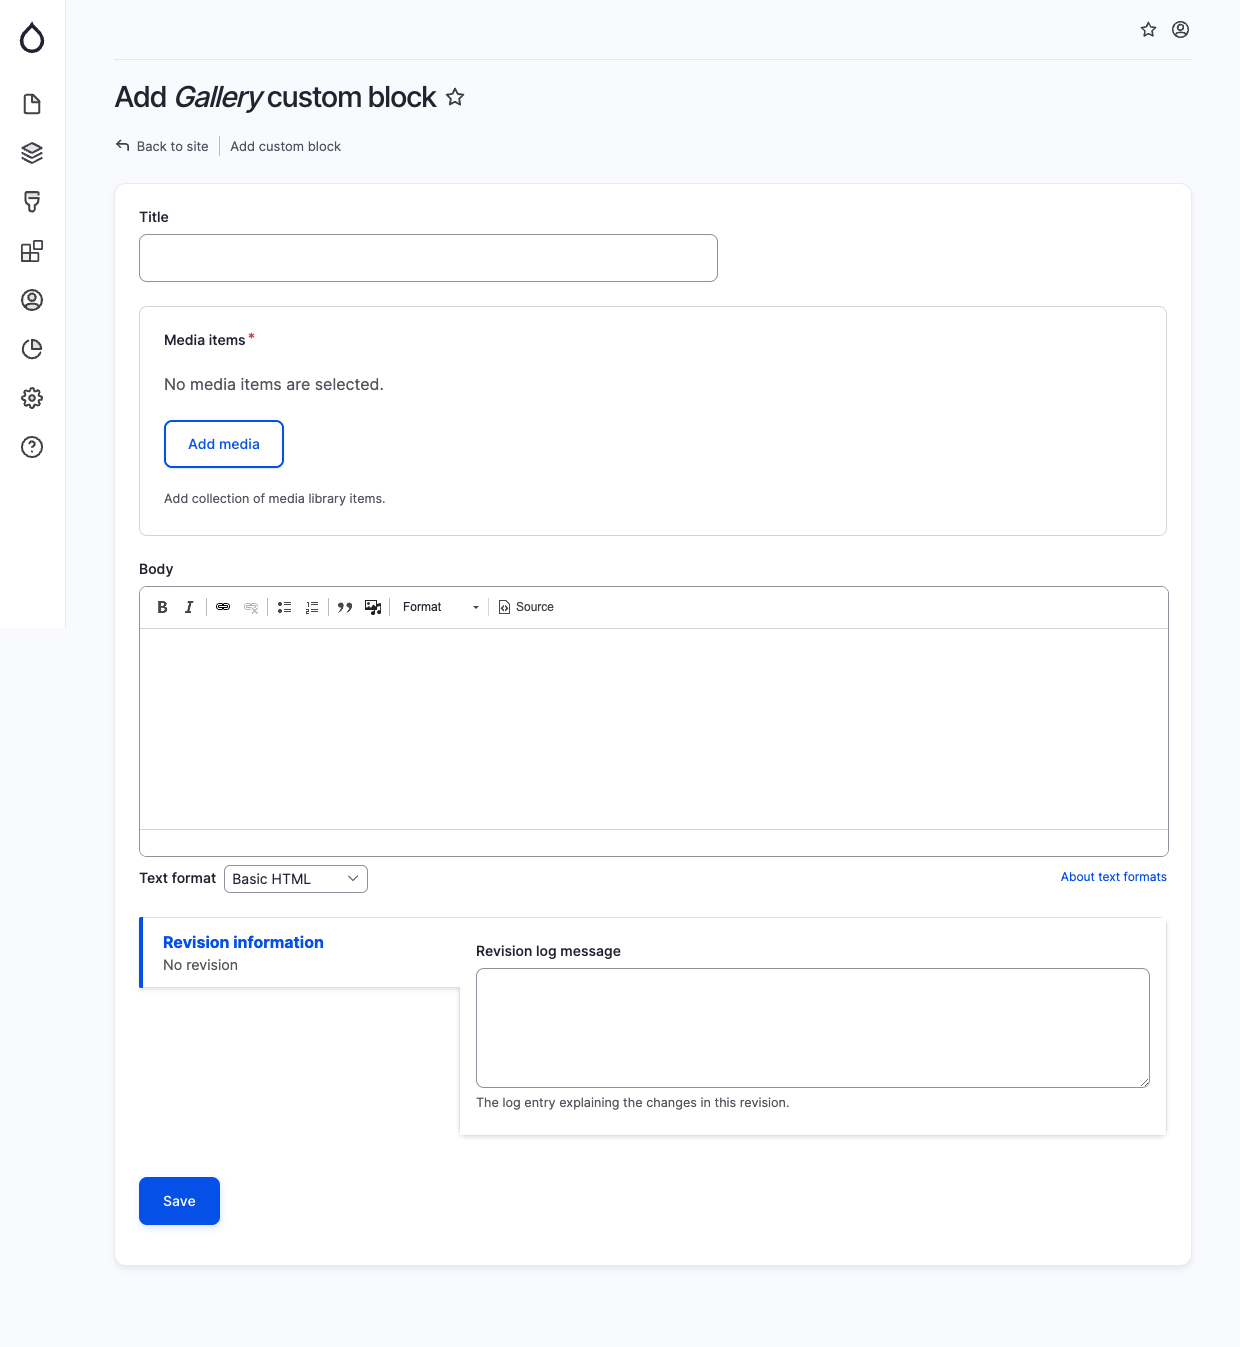 Add Gallery custom block
Back to site
Add custom block
Title
Media items*
No media items are selected.
Add media
Add collection of media library items.
Body
B I Format Source
Text format Basic HTML
About text formats
Revision information
No revision
Revision log message
The log entry explaining the changes in this revision.
Save